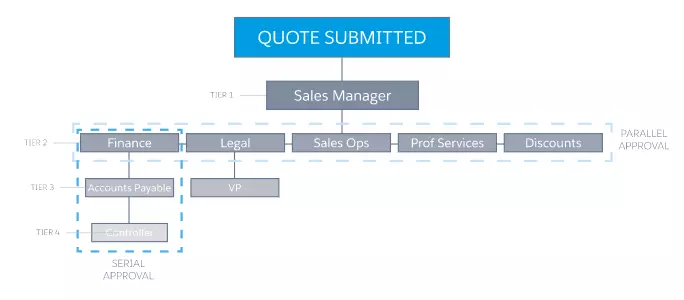 QUOTE SUBMITTED
TIER 1
Sales Manager
TIER 2
Finance
Legal
Sales Ops
Prof Services
Discounts
PARALLEL
APPROVAL
TIER 3
Accounts Payable
VP
TIER 4
Controller
SERIAL
APPROVAL